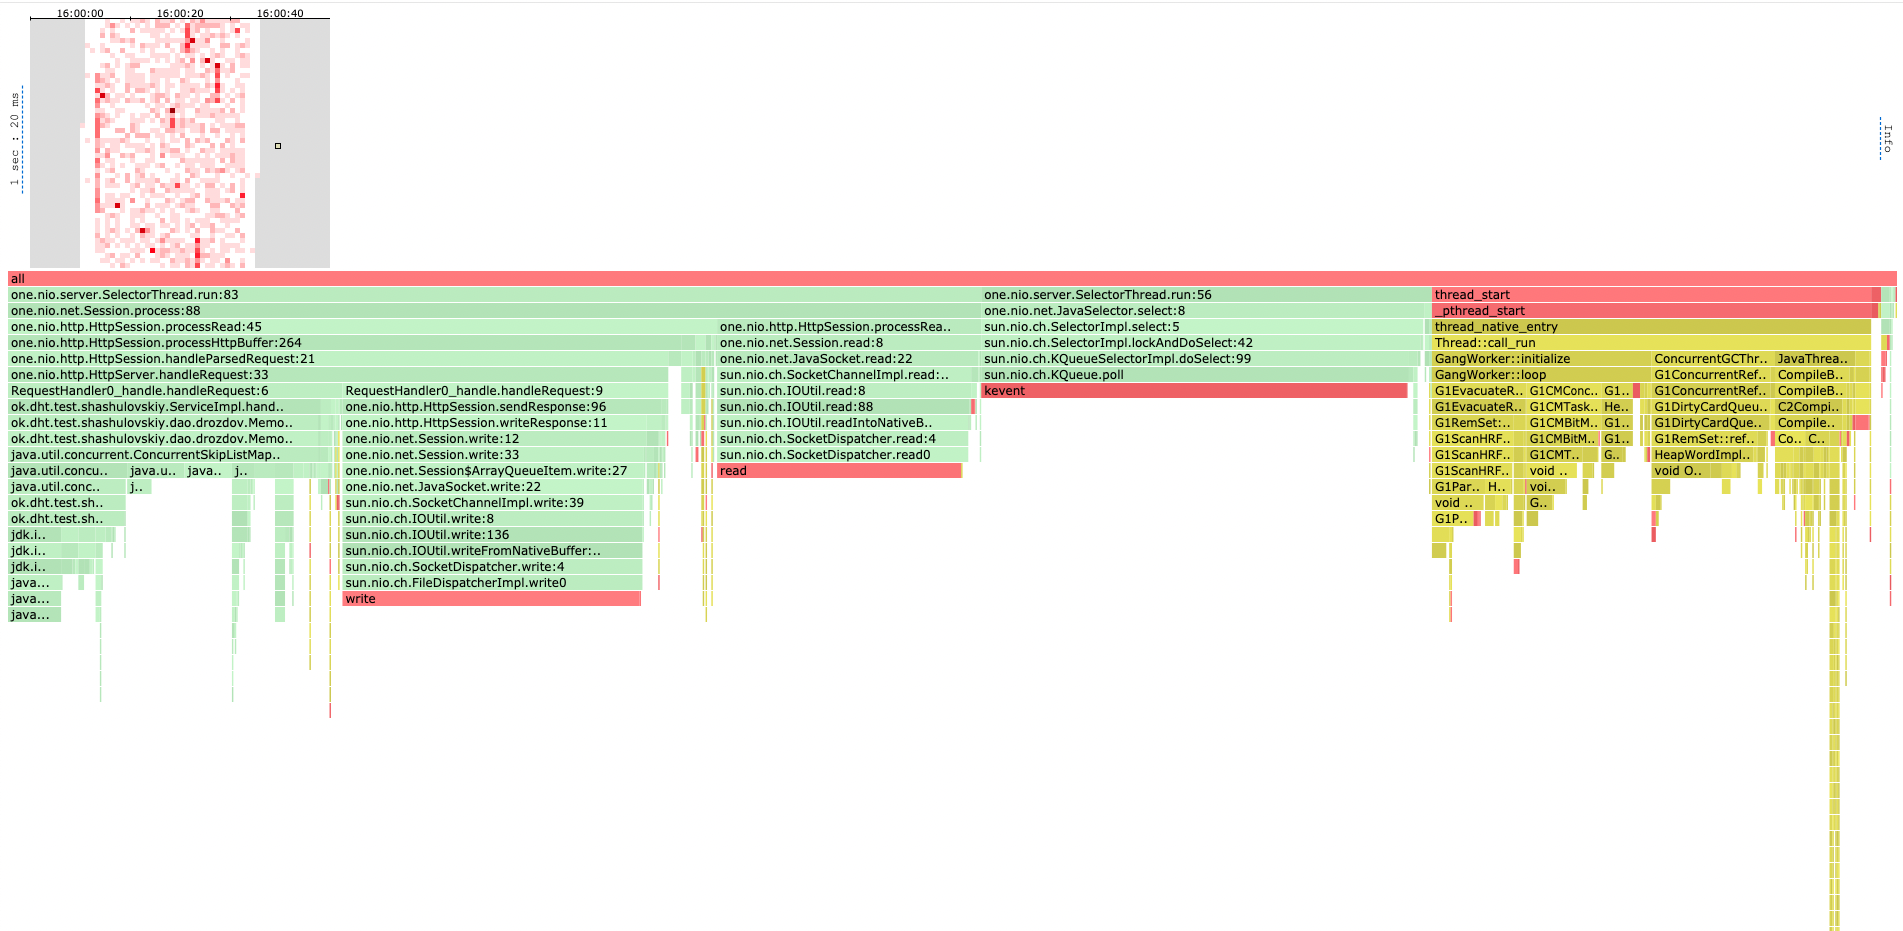 16:00:00 16:00:20 16:00:40
1 sec : 20 ms
Info
all
one.nio.server.SelectorThread.run:83 one.nio.server.SelectorThread.run:56 thread_start
one.nio.net.Session.process:88 one.nio.net.JavaSelector.select:8 _pthread_start
one.nio.http.HttpSession.processRead:45 one.nio.http.HttpSession.processRea.. sun.nio.ch.SelectorImpl.select:5 thread_native_entry
one.nio.http.HttpSession.processHttpBuffer:264 one.nio.net.Session.read:8 sun.nio.ch.SelectorImpl.lockAndDoSelect:42 Thread::call_run
one.nio.http.HttpSession.handleParsedRequest:21 one.nio.net.JavaSocket.read:22 sun.nio.ch.KQueueSelectorImpl.doSelect:99 GangWorker::initialize ConcurrentGCThr.. JavaThrea..
one.nio.http.HttpServer.handleRequest:33 sun.nio.ch.SocketChannelImpl.read:.. sun.nio.ch.KQueue.poll GangWorker::loop G1ConcurrentRef.. CompileB..
RequestHandler0_handle.handleRequest:6 RequestHandler0_handle.handleRequest:9 sun.nio.ch.IOUtil.read:8 kevent G1EvacuateR.. G1CMConc.. G1.. G1ConcurrentRef.. CompileB..
ok.dht.test.shashulovskiy.ServiceImpl.hand.. one.nio.http.HttpSession.sendResponse:96 sun.nio.ch.IOUtil.read:88 G1EvacuateR.. G1CMTask.. He.. G1DirtyCardQueu.. C2Compi..
ok.dht.test.shashulovskiy.dao.drozdov.Memo.. one.nio.http.HttpSession.writeResponse:11 sun.nio.ch.IOUtil.readIntoNativeB.. G1RemSet:.. G1CMBitM.. G1.. G1DirtyCardQue.. Compile..
ok.dht.test.shashulovskiy.dao.drozdov.Memo.. one.nio.net.Session.write:12 sun.nio.ch.SocketDispatcher.read:4 G1ScanHRF.. G1CMBitM.. G1.. G1RemSet::ref.. Co.. C..
java.util.concurrent.ConcurrentSkipListMap.. one.nio.net.Session.write:33 sun.nio.ch.SocketDispatcher.read0 G1ScanHRF.. G1CMT.. G.. HeapWordImpl..
java.util.concu.. java.u.. java.. j.. one.nio.net.Session$ArrayQueueItem.write:27 read G1ScanHRF.. void .. void O..
java.util.conc.. j.. one.nio.net.JavaSocket.write:22 G1Par.. H.. voi..
ok.dht.test.sh.. sun.nio.ch.SocketChannelImpl.write:39 void .. G..
ok.dht.test.sh.. sun.nio.ch.IOUtil.write:8 G1P..
jdk.i.. sun.nio.ch.IOUtil.write:136
jdk.i.. sun.nio.ch.IOUtil.writeFromNativeBuffer:..
jdk.i.. sun.nio.ch.SocketDispatcher.write:4
java... sun.nio.ch.FileDispatcherImpl.write0
java... write
java...